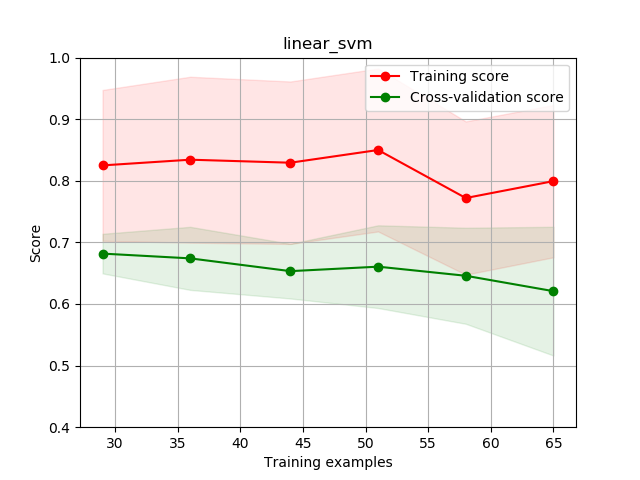 linear_svm
Training score
Cross-validation score
1.0
0.9
0.8
0.7
0.6
0.5
0.4
Score
30 35 40 45 50 55 60 65
Training examples